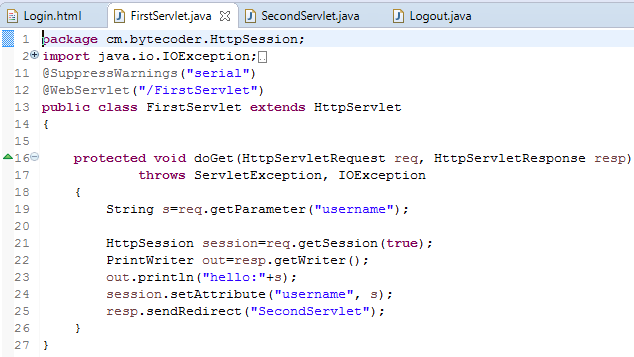 Login.html FirstServlet.java SecondServlet.java Logout.java
1 package cm.bytecoder.HttpSession;
2 import java.io.IOException;
11 @SuppressWarnings("serial")
12 @WebServlet("/FirstServlet")
13 public class FirstServlet extends HttpServlet
14 {
15
16     protected void doGet(HttpServletRequest req, HttpServletResponse resp)
17             throws ServletException, IOException
18     {
19         String s=req.getParameter("username");
20
21         HttpSession session=req.getSession(true);
22         PrintWriter out=resp.getWriter();
23         out.println("hello:"+s);
24         session.setAttribute("username", s);
25         resp.sendRedirect("SecondServlet");
26     }
27 }